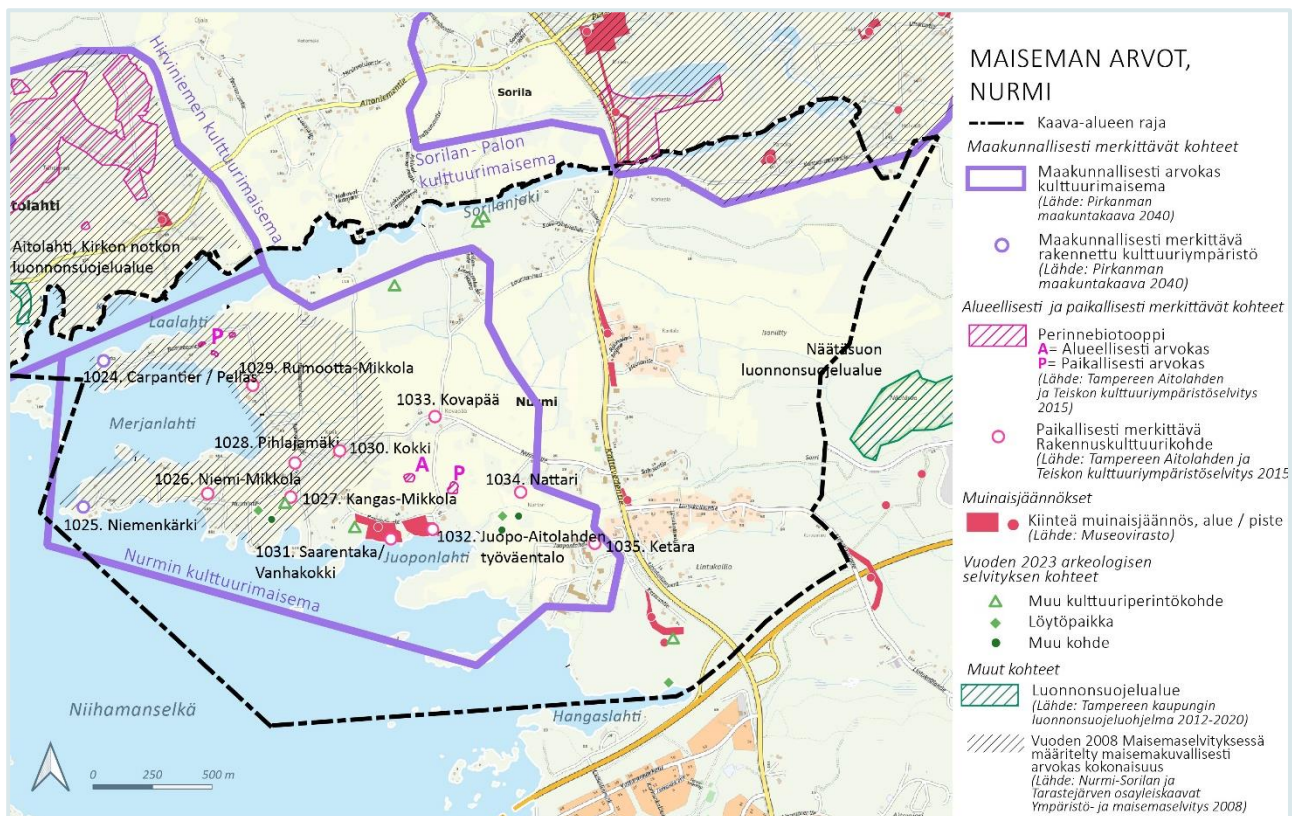 MAISEMAN ARVOT,
NURMI
Kaava-alueen raja
Maakunnallisesti merkittävät kohteet
Maakunnallisesti arvokas
kulttuurimaisema
(Lähde: Pirkanman
maakuntakaava 2040)
Maakunnallisesti merkittävä
rakennettu kulttuuriympäristö
(Lähde: Pirkanman
maakuntakaava 2040)
Alueellisesti ja paikallisesti merkittävät kohteet
Perinnebiotooppi
A= Alueellisesti arvokas
P= Paikallisesti arvokas
(Lähde: Tampereen Aitolahden
ja Teiskon kulttuuriympäristöselvitys
2015)
Paikallisesti merkittävä
Rakennuskulttuurikohde
(Lähde: Tampereen Aitolahden ja
Teiskon kulttuuriympäristöselvitys 2015
Muinaisjäännökset
Kiinteä muinaisjäännös, alue / piste
(Lähde: Museovirasto)
Vuoden 2023 arkeologisen
selvityksen kohteet
Muu kulttuuriperintökohde
Löytöpaikka
Muu kohde
Muut kohteet
Luonnonsuojelualue
(Lähde: Tampereen kaupungin
luonnonsuojeluohjelma 2012-2020)
Vuoden 2008 Maisemaselvityksessä
määritelty maisemakuvallisesti
arvokas kokonaisuus
(Lähde: Nurmi-Sorilan ja
Tarastejärven osayleiskaavat
Ympäristö- ja maisemaselvitys 2008)
Hirviniemen kulttuurimaisema
Aitoniementie
Sorila
Sorilan- Palon
kulttuurimaisema
Sorilanjoki
tolahti
Aitolahti, Kirkon notkon
luonnonsuojelualue
Laalahti
P
1024. Carpantier / Pellas
1029. Rumootta-Mikkola
Merjanlahti
1033. Kovapää
Nurmi
1028. Pihlajamäki
1030. Kokki
A
P
1026. Niemi-Mikkola
1027. Kangas-Mikkola
1034. Nattari
1025. Niemenkärki
1031. Saarentaka/
Vanhakokki
Juoponlahti
1032. Juopo-Aitolahden
työväentalo
1035. Ketara
Nurmin kulttuurimaisema
Näätäsuon
luonnonsuojelualue
Kaitavedentie
Lintukallio
Niihamanselkä
Hangaslahti
0 250 500 m